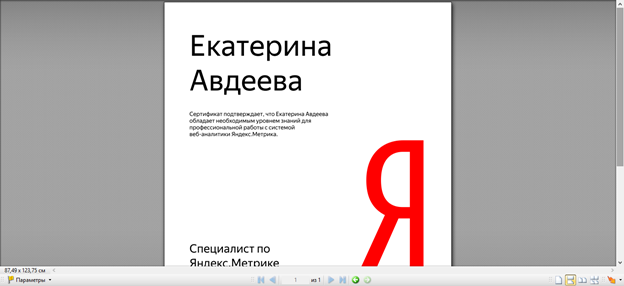 Екатерина
Авдеева
Сертификат подтверждает, что Екатерина Авдеева
обладает необходимым уровнем знаний для
профессиональной работы с системой
веб-аналитики Яндекс.Метрика.
Я
Специалист по
Яндекс.Метрике
87,49 x 123,75 см
Параметры
1
из 1